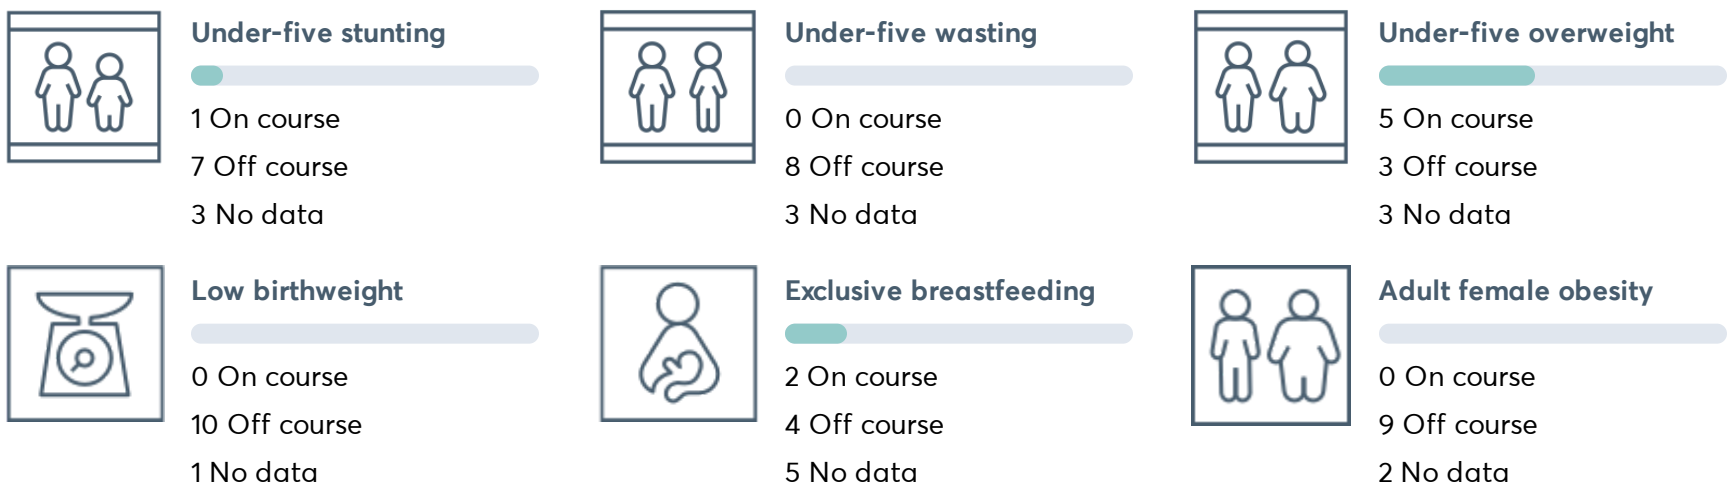 Under-five stunting
1 On course
7 Off course
3 No data
Under-five wasting
0 On course
8 Off course
3 No data
Under-five overweight
5 On course
3 Off course
3 No data
Low birthweight
0 On course
10 Off course
1 No data
Exclusive breastfeeding
2 On course
4 Off course
5 No data
Adult female obesity
0 On course
9 Off course
2 No data